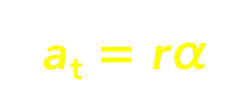 aₜ = rα